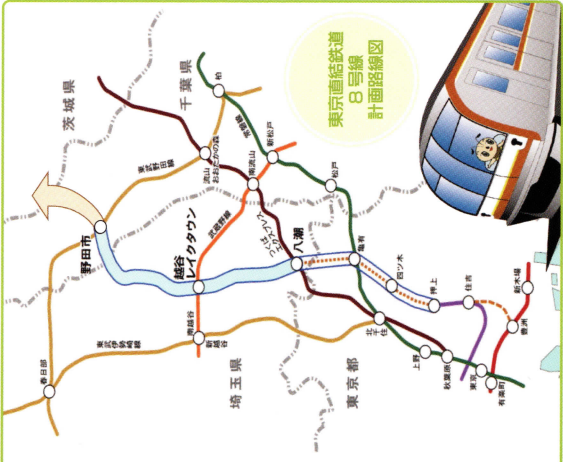 東京直結鉄道
8号線
計画路線図
茨城県
千葉県
埼玉県
東京都
柏
常磐線
新松戸
松戸
東武野田線
流山
おおたかの森
南流山
武蔵野線
つくば
エクスプレス
野田市
越谷
レイクタウン
八潮
亀有
四ツ木
押上
住吉
新木場
豊洲
南越谷
新越谷
東武伊勢崎線
春日部
北千住
上野
秋葉原
東京
有楽町